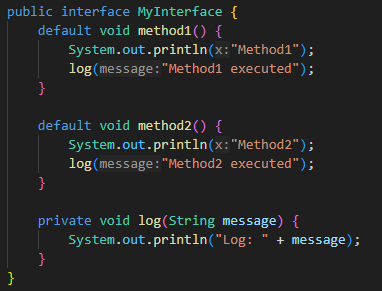 public interface MyInterface {
default void method1() {
System.out.println(x:"Method1");
log(message:"Method1 executed");
}
default void method2() {
System.out.println(x:"Method2");
log(message:"Method2 executed");
}
private void log(String message) {
System.out.println("Log: " + message);
}
}